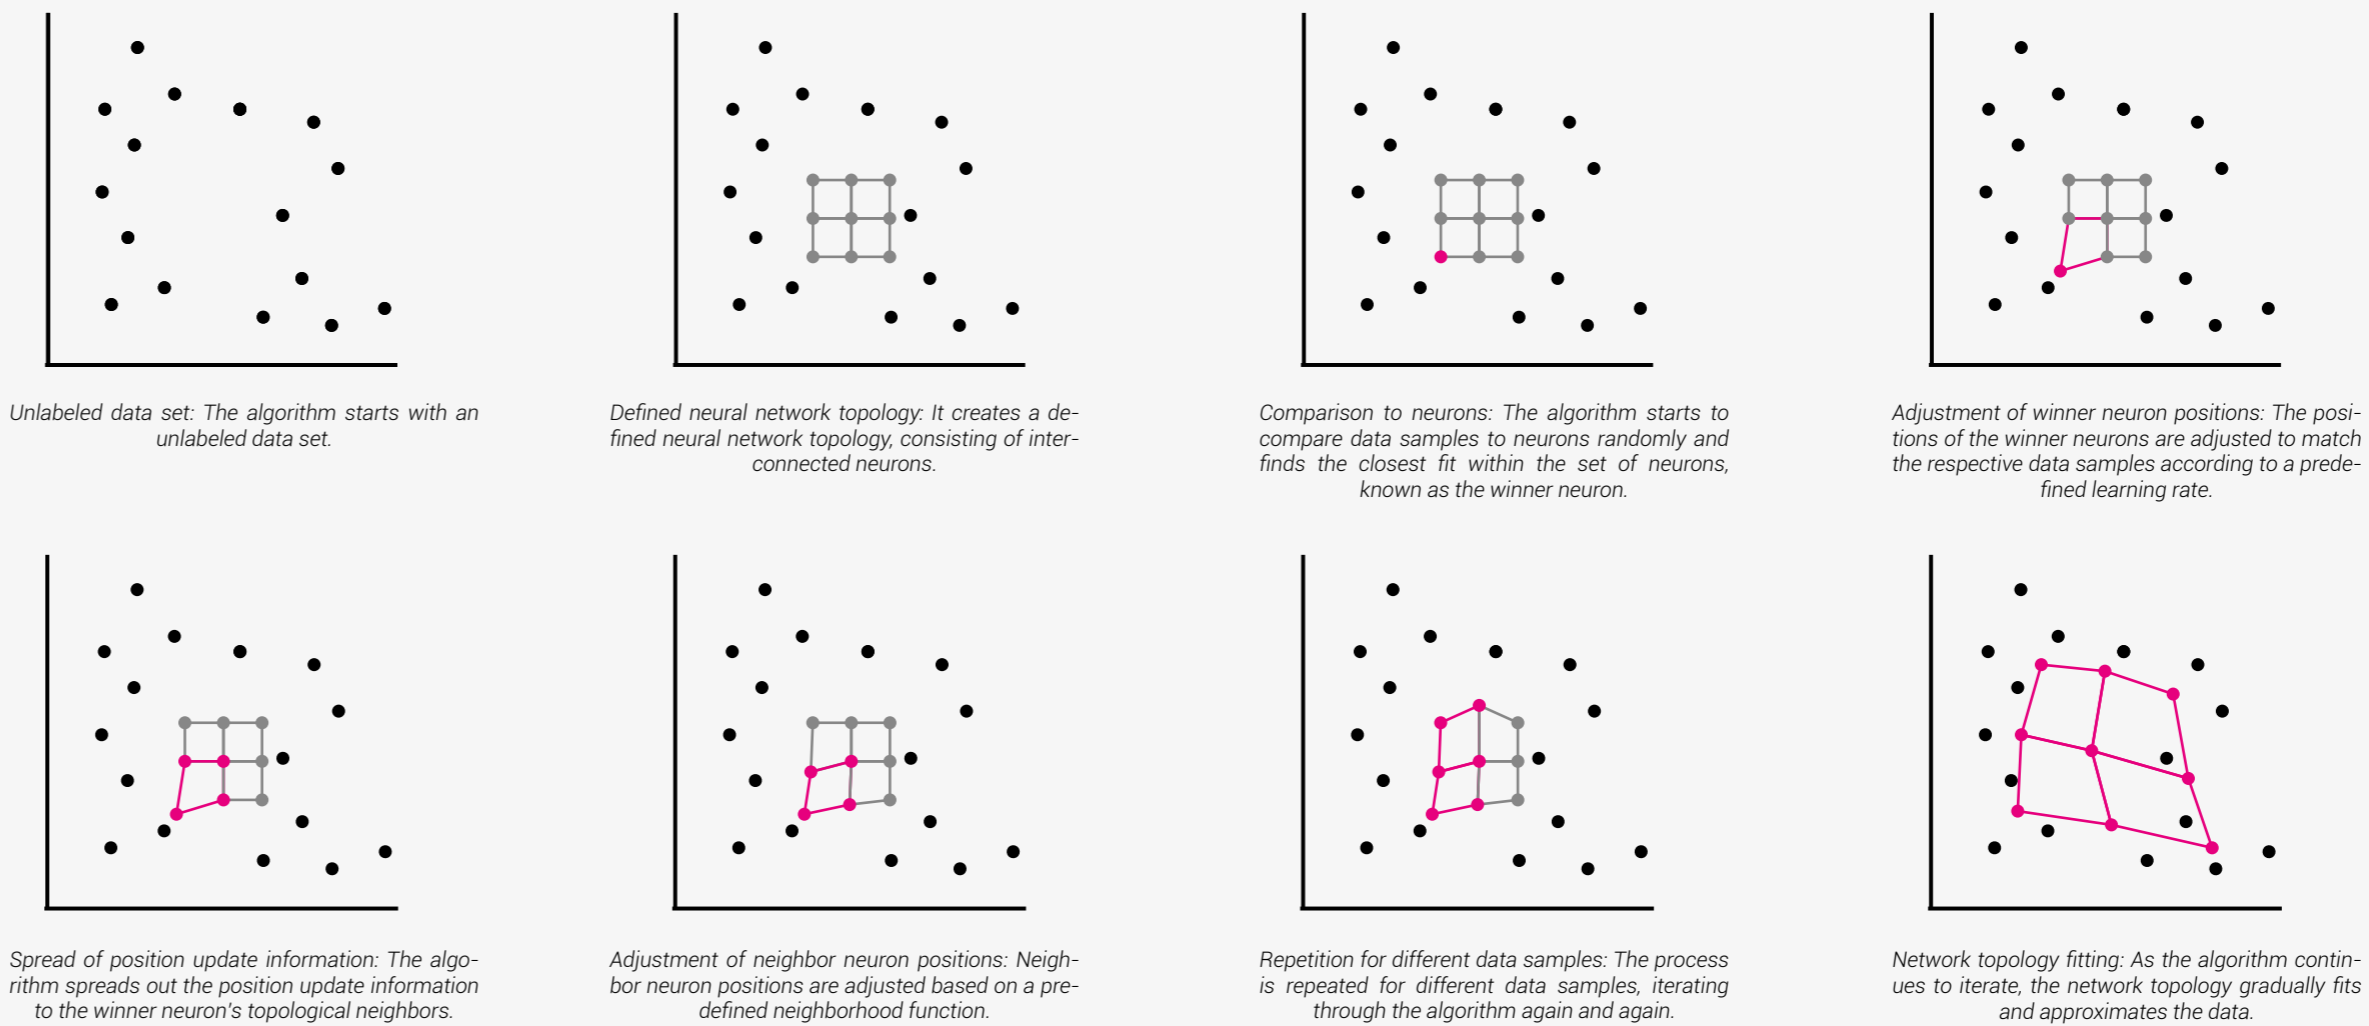 Unlabeled data set: The algorithm starts with an
unlabeled data set.
Defined neural network topology: It creates a de-
fined neural network topology, consisting of inter-
connected neurons.
Comparison to neurons: The algorithm starts to
compare data samples to neurons randomly and
finds the closest fit within the set of neurons,
known as the winner neuron.
Adjustment of winner neuron positions: The posi-
tions of the winner neurons are adjusted to match
the respective data samples according to a prede-
fined learning rate.
Spread of position update information: The algo-
rithm spreads out the position update information
to the winner neuron's topological neighbors.
Adjustment of neighbor neuron positions: Neigh-
bor neuron positions are adjusted based on a pre-
defined neighborhood function.
Repetition for different data samples: The process
is repeated for different data samples, iterating
through the algorithm again and again.
Network topology fitting: As the algorithm contin-
ues to iterate, the network topology gradually fits
and approximates the data.